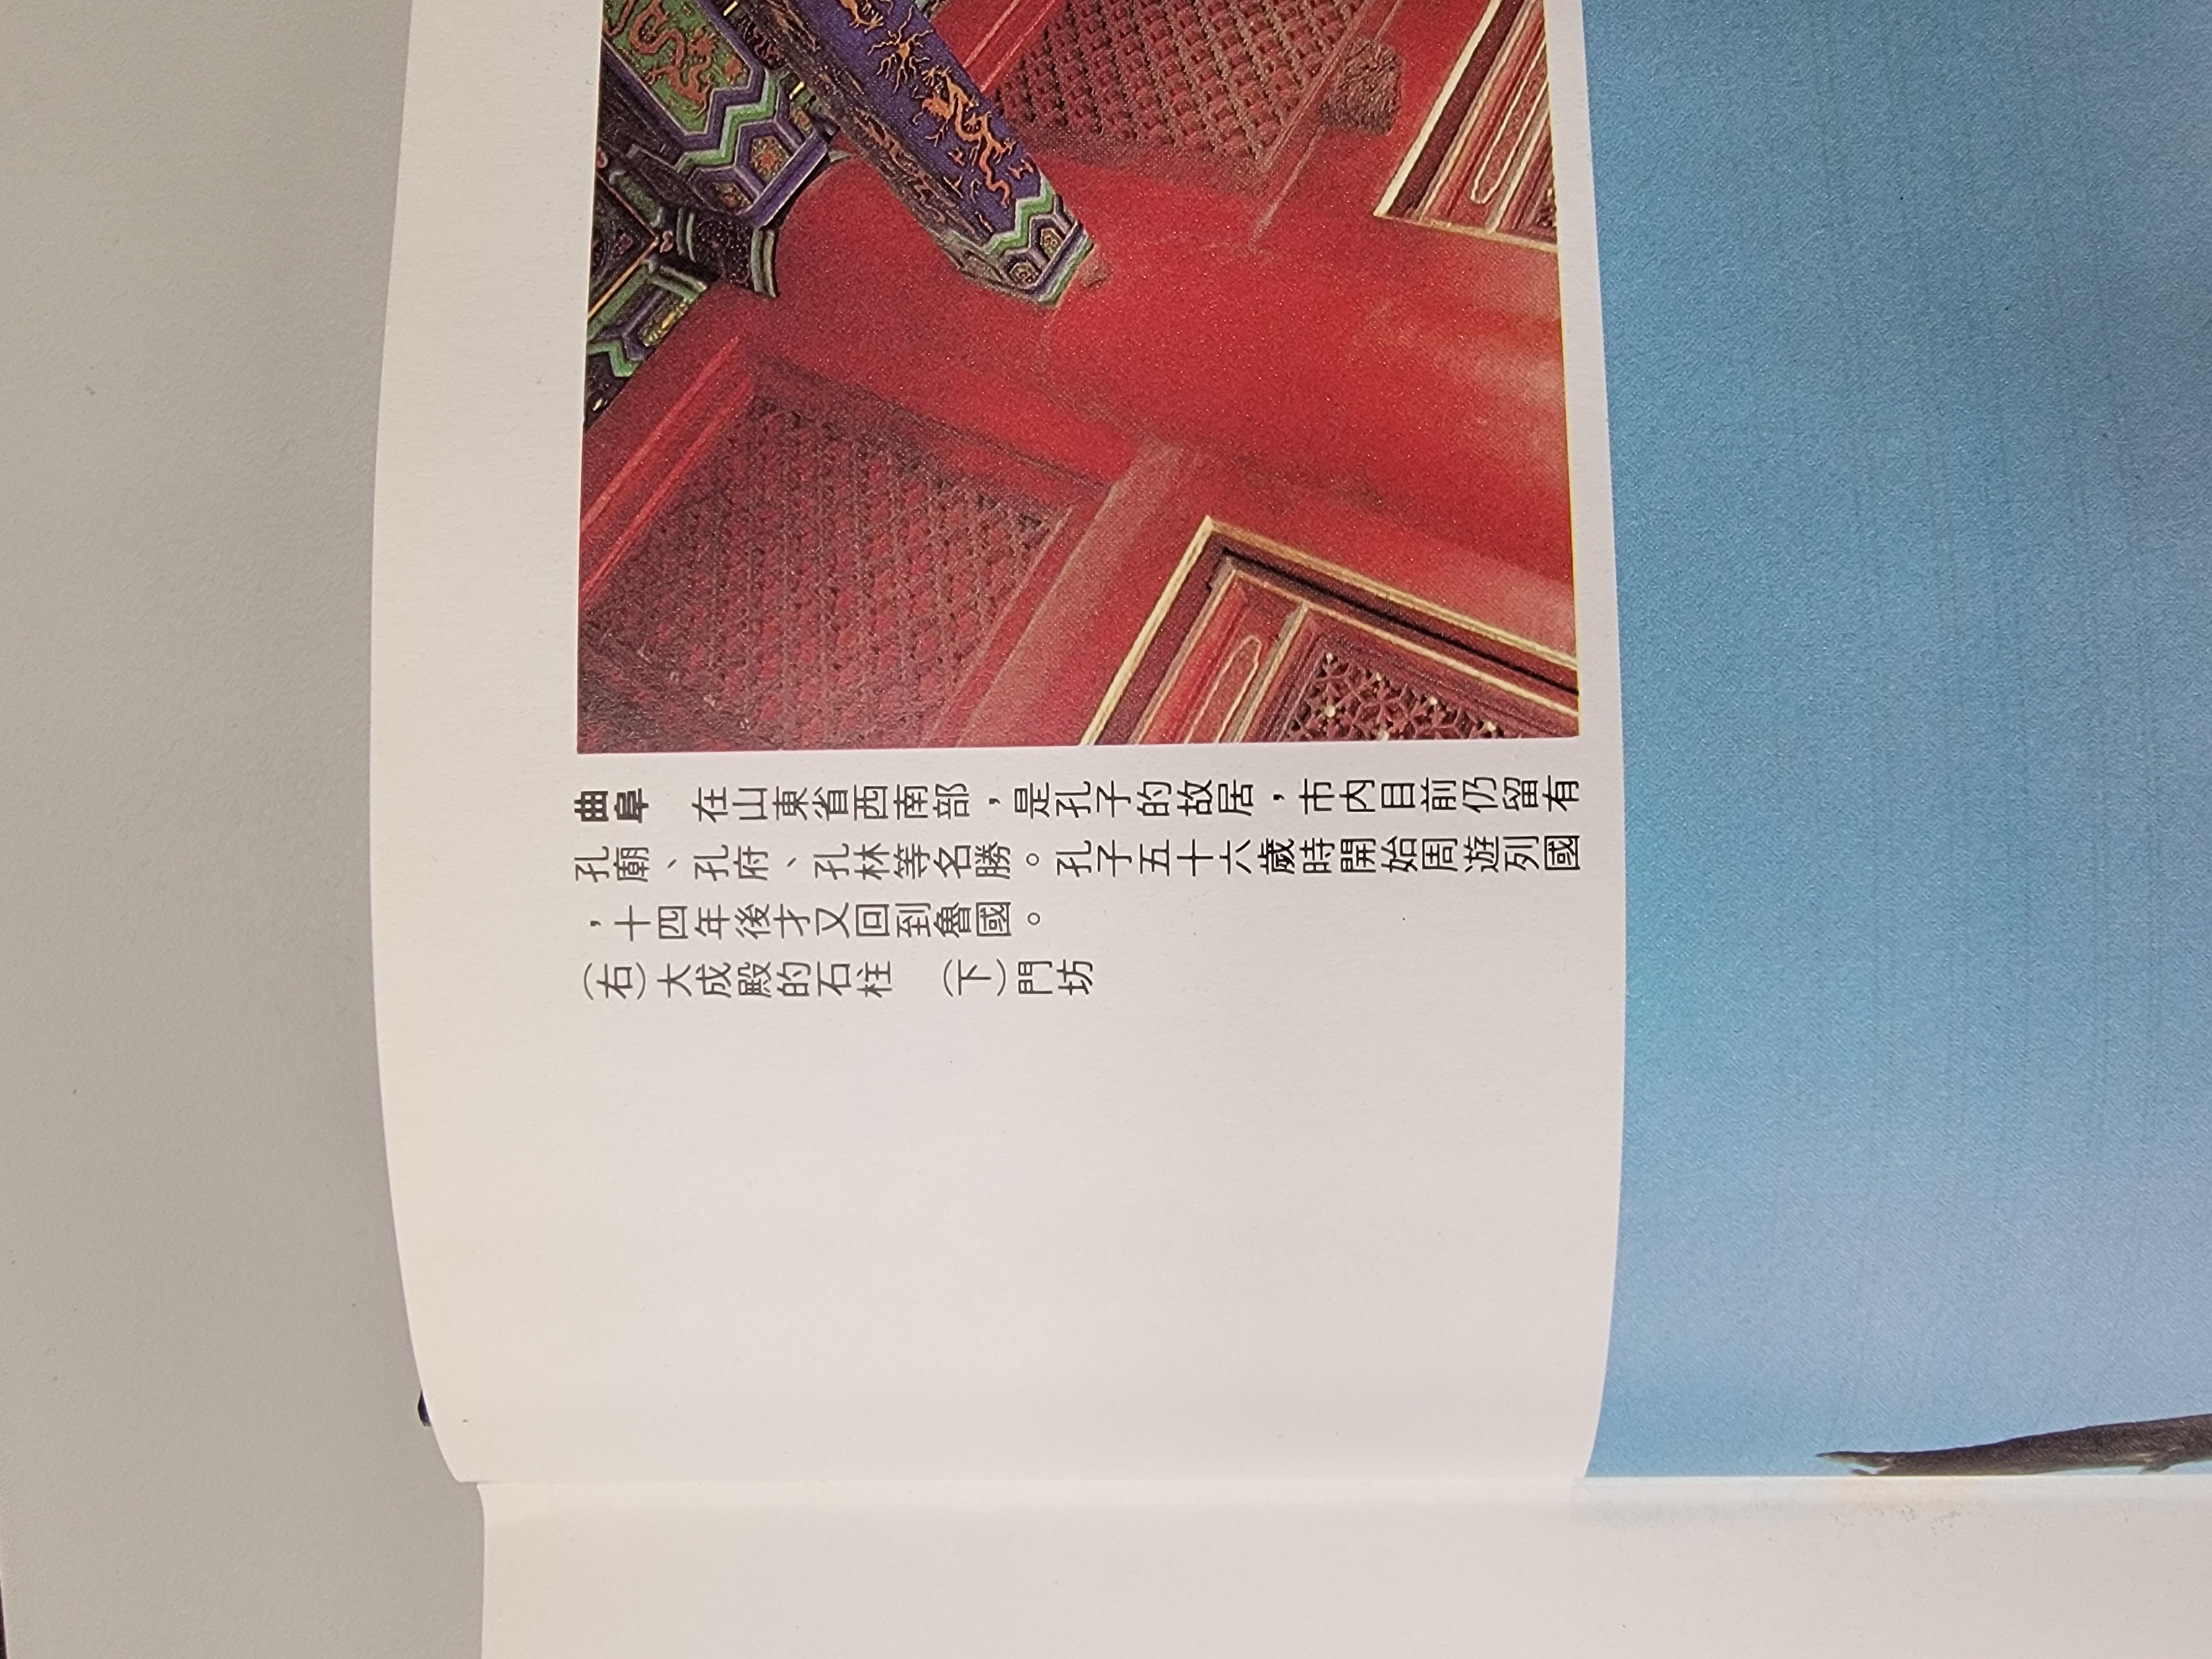 曲阜　在山東省西南部，是孔子的故居，市內目前仍留有
孔廟、孔府、孔林等名勝。孔子五十六歲時開始周遊列國
，十四年後才又回到魯國。
（右）大成殿的石柱　（下）門坊